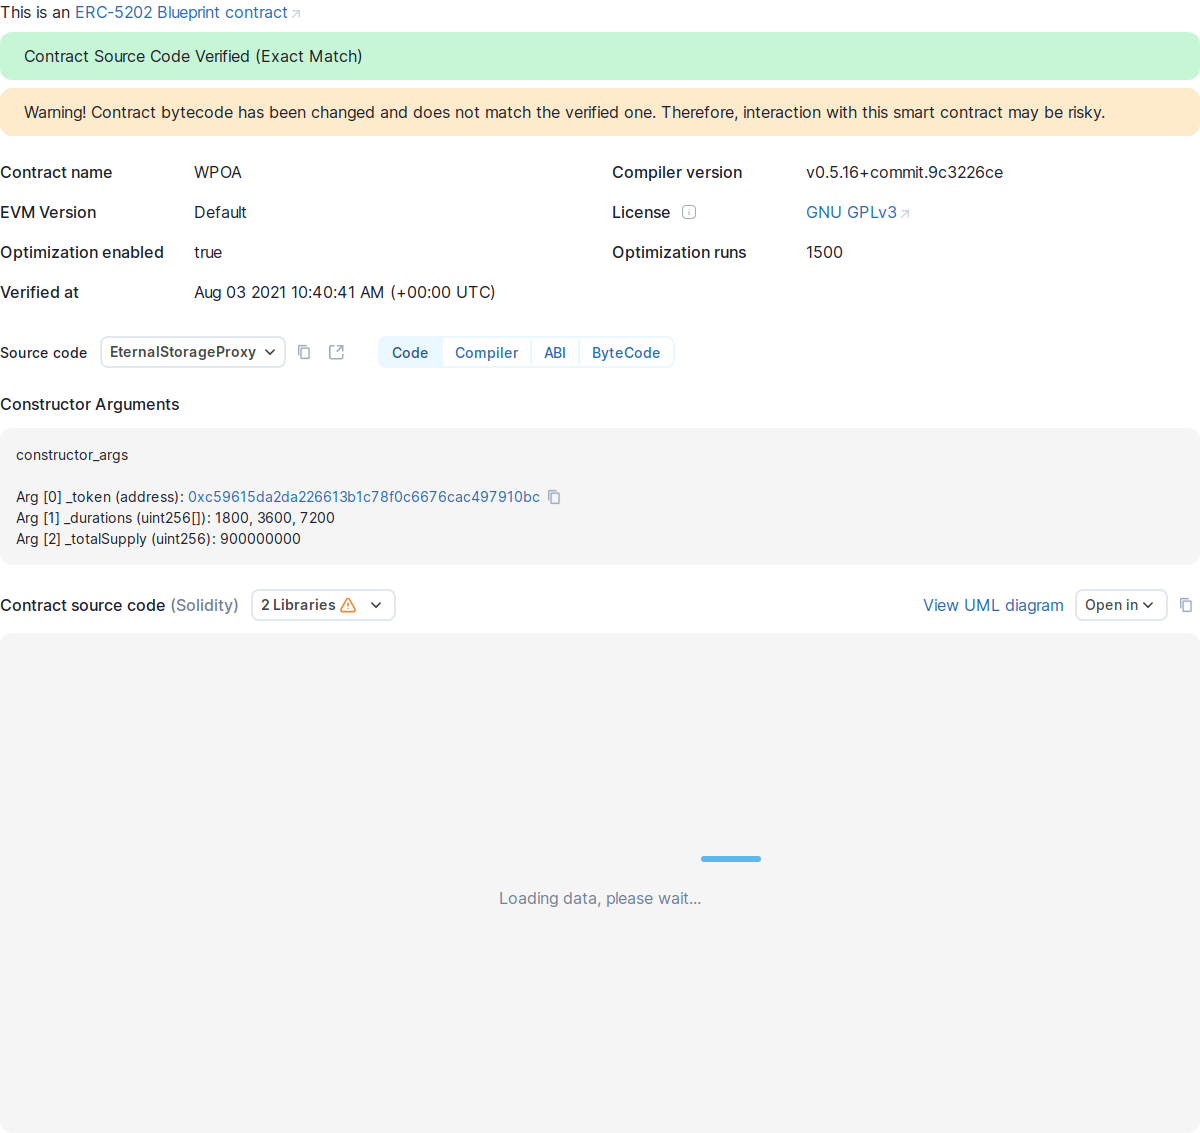 This is an ERC-5202 Blueprint contract
Contract Source Code Verified (Exact Match)
Warning! Contract bytecode has been changed and does not match the verified one. Therefore, interaction with this smart contract may be risky.
Contract name WPOA Compiler version v0.5.16+commit.9c3226ce
EVM Version Default License GNU GPLv3
Optimization enabled true Optimization runs 1500
Verified at Aug 03 2021 10:40:41 AM (+00:00 UTC)
Source code EternalStorageProxy Code Compiler ABI ByteCode
Constructor Arguments
constructor_args
Arg [0] _token (address): 0xc59615da2da226613b1c78f0c6676cac497910bc
Arg [1] _durations (uint256[]): 1800, 3600, 7200
Arg [2] _totalSupply (uint256): 900000000
Contract source code (Solidity) 2 Libraries View UML diagram Open in
Loading data, please wait...